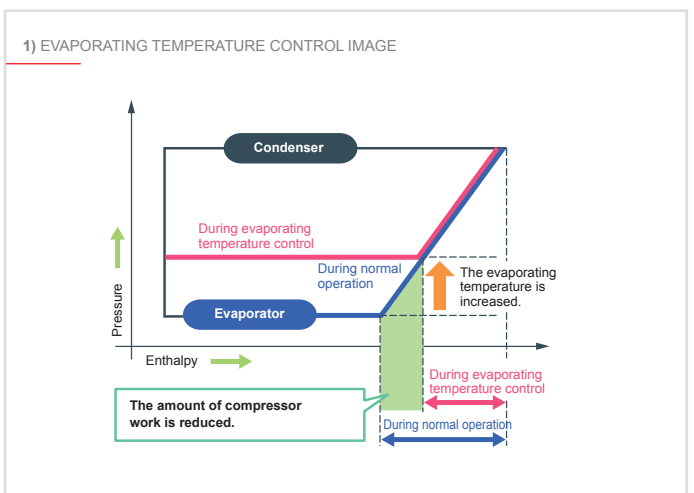 1) EVAPORATING TEMPERATURE CONTROL IMAGE
Condenser
During evaporating
temperature control
During normal
operation
The evaporating
temperature is
increased.
Evaporator
Pressure
Enthalpy
During evaporating
temperature control
The amount of compressor
work is reduced.
During normal operation